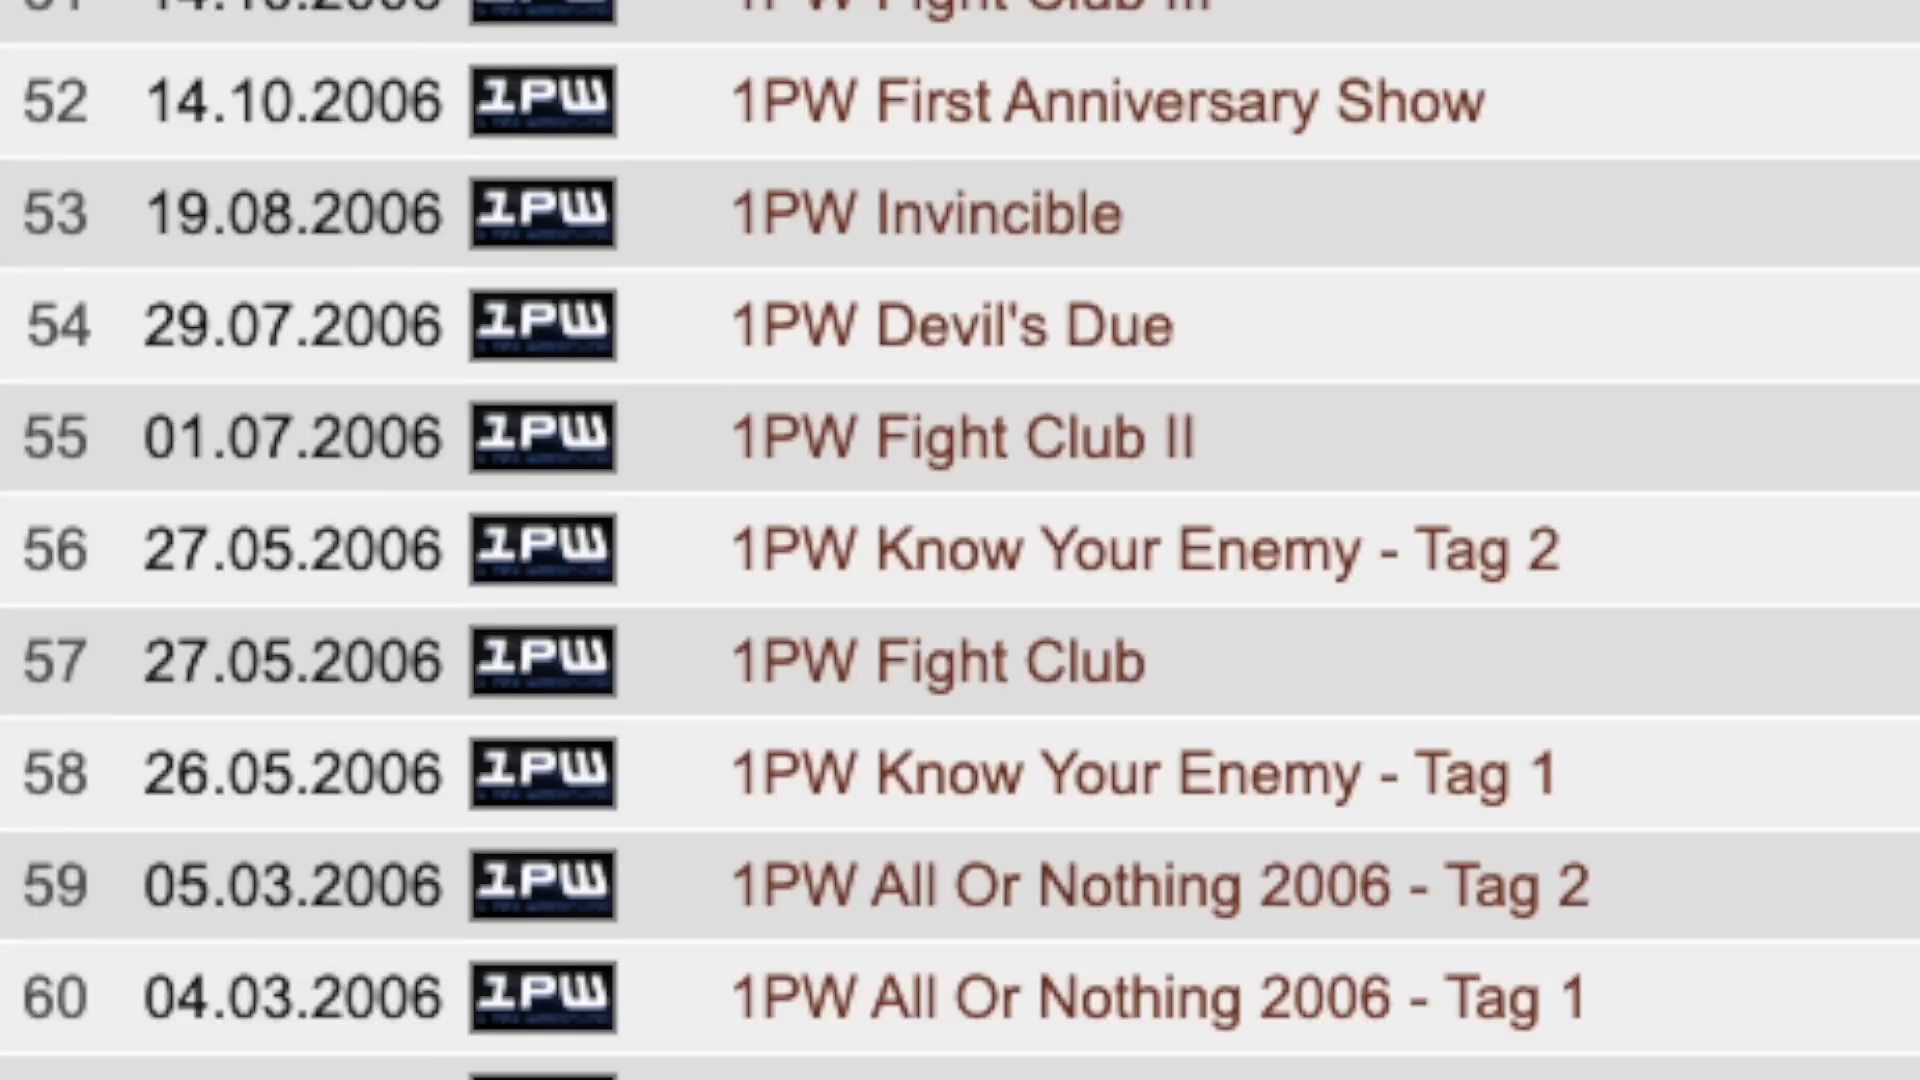 1PW Fight Club III
52 14.10.2006 1PW 1PW First Anniversary Show
53 19.08.2006 1PW 1PW Invincible
54 29.07.2006 1PW 1PW Devil's Due
55 01.07.2006 1PW 1PW Fight Club II
56 27.05.2006 1PW 1PW Know Your Enemy - Tag 2
57 27.05.2006 1PW 1PW Fight Club
58 26.05.2006 1PW 1PW Know Your Enemy - Tag 1
59 05.03.2006 1PW 1PW All Or Nothing 2006 - Tag 2
60 04.03.2006 1PW 1PW All Or Nothing 2006 - Tag 1